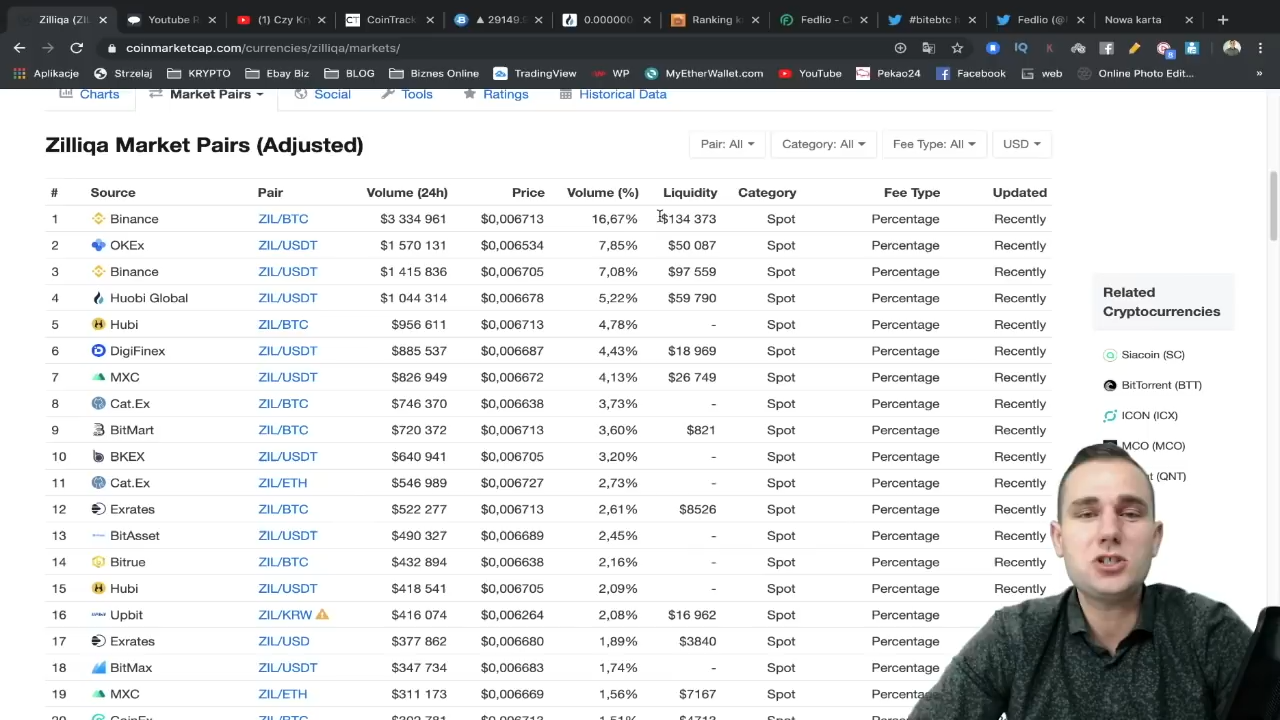 Zilliqa (ZIL)
Youtube R
(1) Czy Kr
CoinTrack
▲ 29149.9
0.000000
Ranking k
Fedlio - C
#bitebtc h
Fedlio (@
Nowa karta
coinmarketcap.com/currencies/zilliqa/markets/
Aplikacje Strzelaj KRYPTO Ebay Biz BLOG Biznes Online TradingView WP MyEtherWallet.com YouTube Pekao24 Facebook web Online Photo Edit... »
Charts Market Pairs Social Tools Ratings Historical Data
Zilliqa Market Pairs (Adjusted)
Pair: All Category: All Fee Type: All USD
# Source Pair Volume (24h) Price Volume (%) Liquidity Category Fee Type Updated
1 Binance ZIL/BTC $3 334 961 $0,006713 16,67% $134 373 Spot Percentage Recently
2 OKEx ZIL/USDT $1 570 131 $0,006534 7,85% $50 087 Spot Percentage Recently
3 Binance ZIL/USDT $1 415 836 $0,006705 7,08% $97 559 Spot Percentage Recently
4 Huobi Global ZIL/USDT $1 044 314 $0,006678 5,22% $59 790 Spot Percentage Recently
5 Hubi ZIL/BTC $956 611 $0,006713 4,78% - Spot Percentage Recently
6 DigiFinex ZIL/USDT $885 537 $0,006687 4,43% $18 969 Spot Percentage Recently
7 MXC ZIL/USDT $826 949 $0,006672 4,13% $26 749 Spot Percentage Recently
8 Cat.Ex ZIL/BTC $746 370 $0,006638 3,73% - Spot Percentage Recently
9 BitMart ZIL/BTC $720 372 $0,006713 3,60% $821 Spot Percentage Recently
10 BKEX ZIL/USDT $640 941 $0,006705 3,20% - Spot Percentage Recently
11 Cat.Ex ZIL/ETH $546 989 $0,006727 2,73% - Spot Percentage Recently
12 Exrates ZIL/BTC $522 277 $0,006713 2,61% $8526 Spot Percentage Recently
13 BitAsset ZIL/USDT $490 327 $0,006689 2,45% - Spot Percentage Recently
14 Bitrue ZIL/BTC $432 894 $0,006638 2,16% - Spot Percentage Recently
15 Hubi ZIL/USDT $418 541 $0,006705 2,09% - Spot Percentage Recently
16 Upbit ZIL/KRW $416 074 $0,006264 2,08% $16 962 Spot Percentage Recently
17 Exrates ZIL/USD $377 862 $0,006680 1,89% $3840 Spot Percentage
18 BitMax ZIL/USDT $347 734 $0,006683 1,74% - Spot Percentage
19 MXC ZIL/ETH $311 173 $0,006669 1,56% $7167 Spot Percentag
Related
Cryptocurrencies
Siacoin (SC)
BitTorrent (BTT)
ICON (ICX)
MCO (MCO)
(QNT)